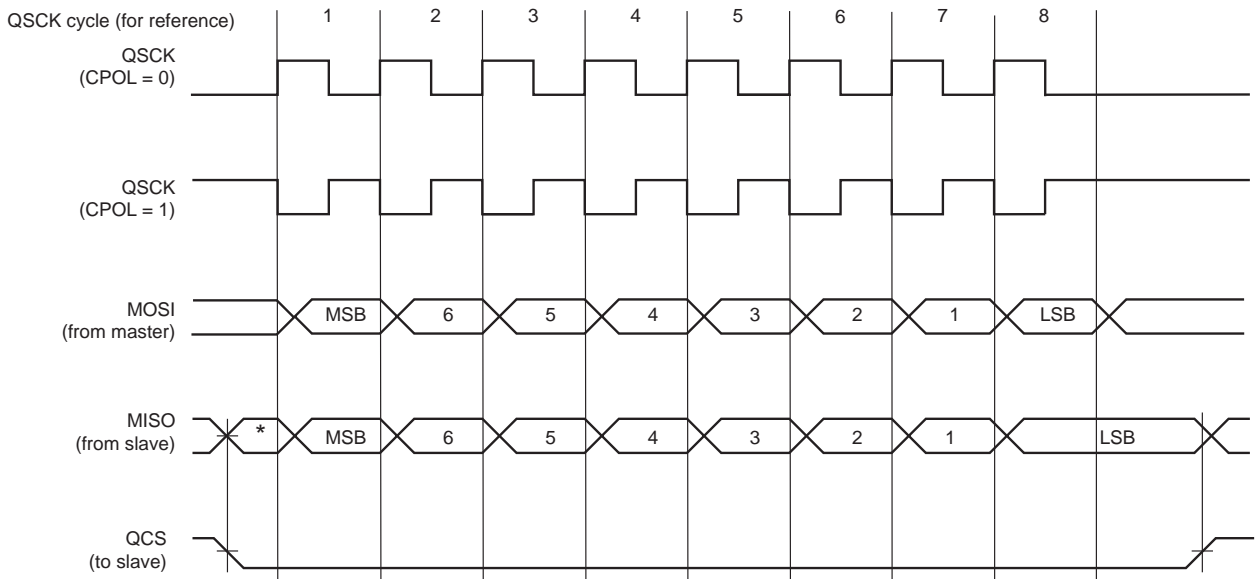 QSCK cycle (for reference) 1 2 3 4 5 6 7 8
QSCK
(CPOL = 0)
QSCK
(CPOL = 1)
MOSI
(from master)
MSB 6 5 4 3 2 1 LSB
MISO
(from slave)
* MSB 6 5 4 3 2 1 LSB
QCS
(to slave)